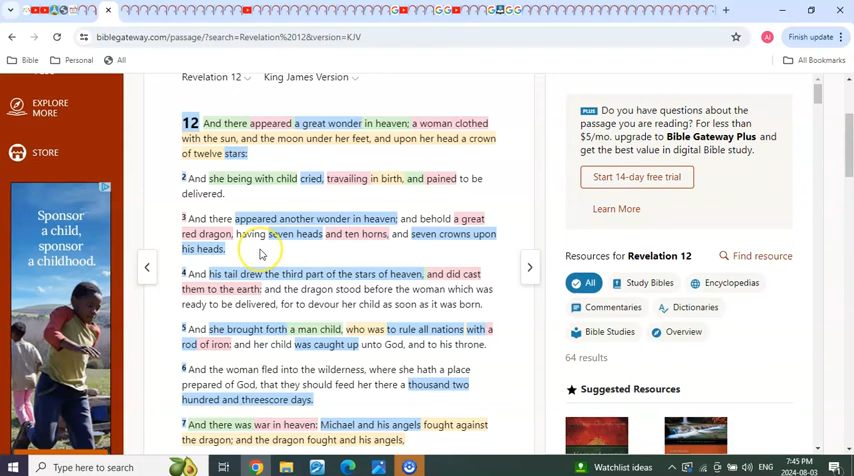 biblegateway.com/passage/?search=Revelation%2012&version=KJV
AI
Finish update
Bible
Personal
All
All Bookmarks
EXPLORE
MORE
STORE
Sponsor
a child,
sponsor
a childhood.
Revelation 12
King James Version
12 And there appeared a great wonder in heaven; a woman clothed
with the sun, and the moon under her feet, and upon her head a crown
of twelve stars:
2 And she being with child cried, travailing in birth, and pained to be
delivered.
3 And there appeared another wonder in heaven; and behold a great
red dragon, having seven heads and ten horns, and seven crowns upon
his heads.
4 And his tail drew the third part of the stars of heaven, and did cast
them to the earth: and the dragon stood before the woman which was
ready to be delivered, for to devour her child as soon as it was born.
5 And she brought forth a man child, who was to rule all nations with a
rod of iron: and her child was caught up unto God, and to his throne.
6 And the woman fled into the wilderness, where she hath a place
prepared of God, that they should feed her there a thousand two
hundred and threescore days.
7 And there was war in heaven: Michael and his angels fought against
the dragon; and the dragon fought and his angels,
PLUS Do you have questions about the
passage you're reading? For less than
$5/mo. upgrade to Bible Gateway Plus and
get the best value in digital Bible study.
Start 14-day free trial
Learn More
Resources for Revelation 12
Find resource
All
Study Bibles
Encyclopedias
Commentaries
Dictionaries
Bible Studies
Overview
64 results
Suggested Resources
Type here to search
Watchlist ideas
ENG
7:45 PM
2024-08-03